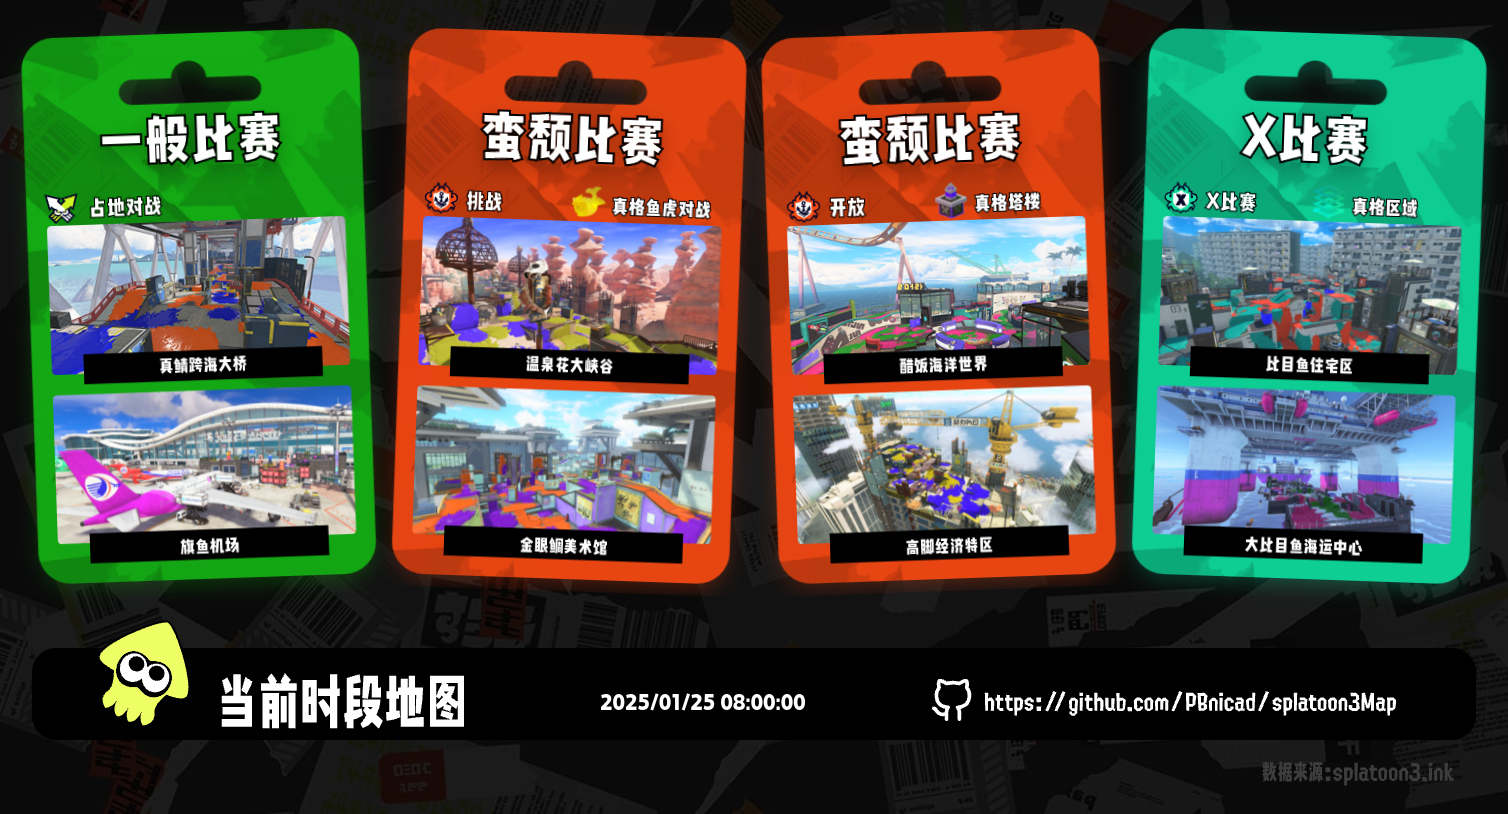 一般比赛
占地对战
真鲭跨海大桥
旗鱼机场
蛮颓比赛
挑战
真格鱼虎对战
温泉花大峡谷
金眼鲷美术馆
蛮颓比赛
开放
真格塔楼
醋饭海洋世界
高脚经济特区
X比赛
X比赛
真格区域
比目鱼住宅区
大比目鱼海运中心
当前时段地图
2025/01/25 08:00:00
https://github.com/PBnicad/splatoon3Map
数据来源:splatoon3.ink